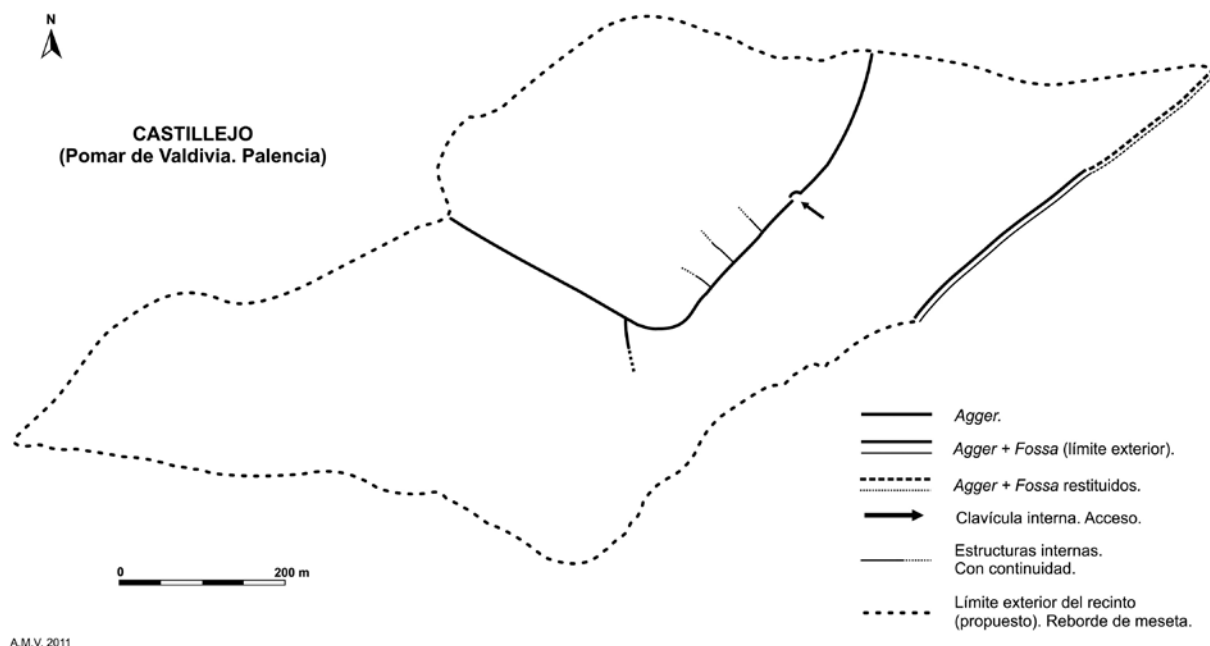 N
CASTILLEJO
(Pomar de Valdivia. Palencia)
Agger.
Agger + Fossa (límite exterior).
Agger + Fossa restituidos.
Clavícula interna. Acceso.
Estructuras internas.
Con continuidad.
Límite exterior del recinto
(propuesto). Reborde de meseta.
0 200 m
A.M.V. 2011